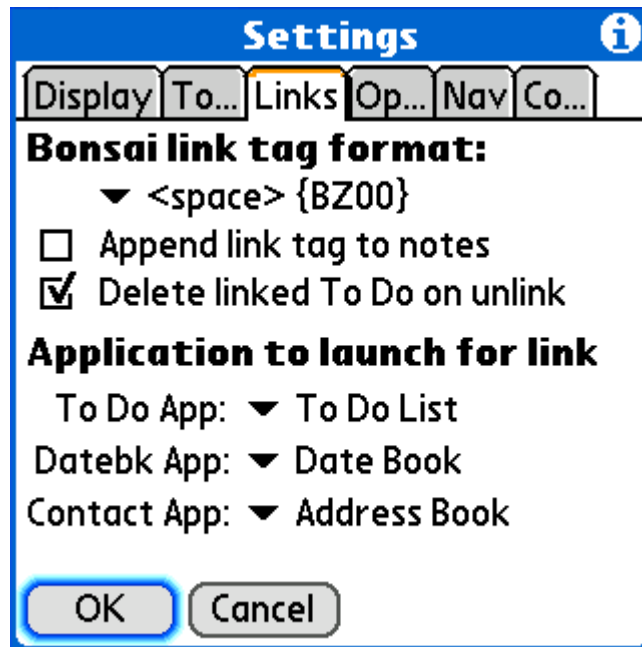 Settings
Display To... Links Op... Nav Co...
Bonsai link tag format:
<space> {BZ00}
Append link tag to notes
Delete linked To Do on unlink
Application to launch for link
To Do App: To Do List
Datebk App: Date Book
Contact App: Address Book
OK Cancel